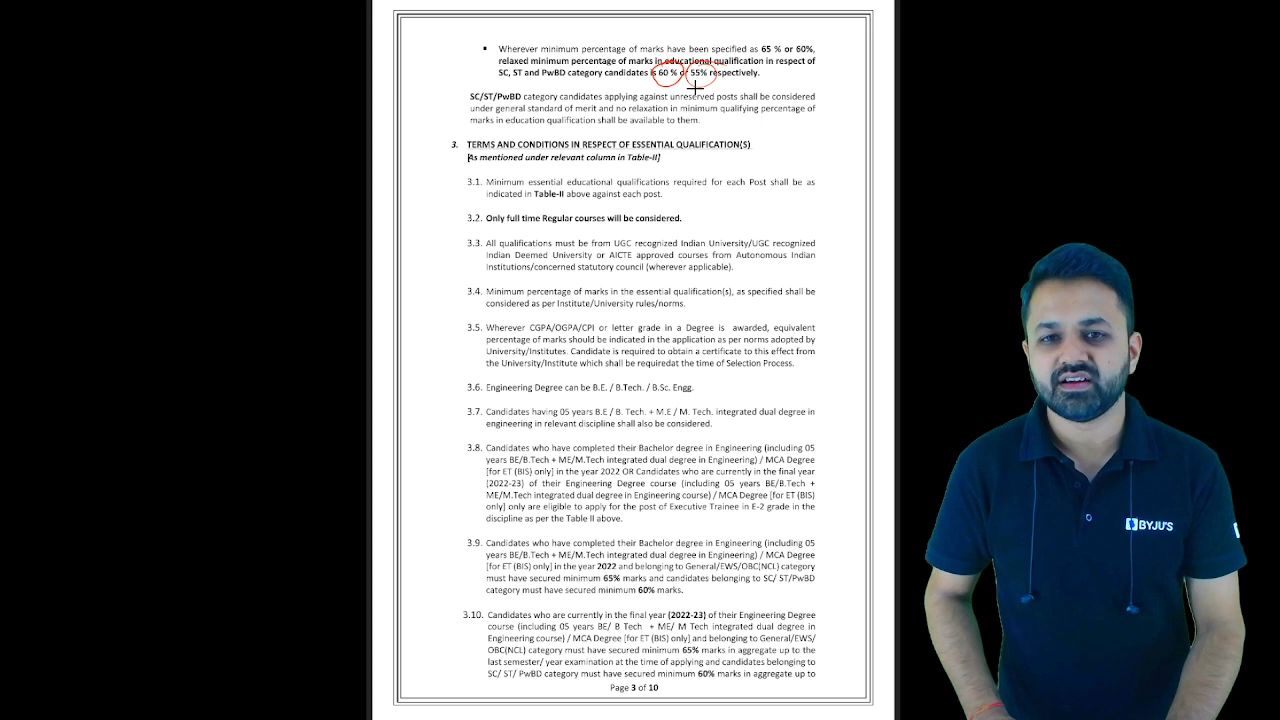 ▪ Wherever minimum percentage of marks have been specified as 65 % or 60%,
relaxed minimum percentage of marks in educational qualification in respect of
SC, ST and PwBD category candidates is 60 % or 55% respectively.
SC/ST/PwBD category candidates applying against unreserved posts shall be considered
under general standard of merit and no relaxation in minimum qualifying percentage of
marks in education qualification shall be available to them.
3. TERMS AND CONDITIONS IN RESPECT OF ESSENTIAL QUALIFICATION(S)
[As mentioned under relevant column in Table-II]
3.1. Minimum essential educational qualifications required for each Post shall be as
indicated in Table-II above against each post.
3.2. Only full time Regular courses will be considered.
3.3. All qualifications must be from UGC recognized Indian University/UGC recognized
Indian Deemed University or AICTE approved courses from Autonomous Indian
Institutions/concerned statutory council (wherever applicable).
3.4. Minimum percentage of marks in the essential qualification(s), as specified shall be
considered as per Institute/University rules/norms.
3.5. Wherever CGPA/OGPA/CPI or letter grade in a Degree is awarded, equivalent
percentage of marks should be indicated in the application as per norms adopted by
University/Institutes. Candidate is required to obtain a certificate to this effect from
the University/Institute which shall be requiredat the time of Selection Process.
3.6. Engineering Degree can be B.E. / B.Tech. / B.Sc. Engg.
3.7. Candidates having 05 years B.E / B. Tech. + M.E / M. Tech. integrated dual degree in
engineering in relevant discipline shall also be considered.
3.8. Candidates who have completed their Bachelor degree in Engineering (including 05
years BE/B.Tech + ME/M.Tech integrated dual degree in Engineering) / MCA Degree
[for ET (BIS) only] in the year 2022 OR Candidates who are currently in the final year
(2022-23) of their Engineering Degree course (including 05 years BE/B.Tech +
ME/M.Tech integrated dual degree in Engineering course) / MCA Degree [for ET (BIS)
only] only are eligible to apply for the post of Executive Trainee in E-2 grade in the
discipline as per the Table II above.
3.9. Candidates who have completed their Bachelor degree in Engineering (including 05
years BE/B.Tech + ME/M.Tech integrated dual degree in Engineering) / MCA Degree
[for ET (BIS) only] in the year 2022 and belonging to General/EWS/OBC(NCL) category
must have secured minimum 65% marks and candidates belonging to SC/ ST/PwBD
category must have secured minimum 60% marks.
3.10. Candidates who are currently in the final year (2022-23) of their Engineering Degree
course (including 05 years BE/ B Tech + ME/ M Tech integrated dual degree in
Engineering course) / MCA Degree [for ET (BIS) only] and belonging to General/EWS/
OBC(NCL) category must have secured minimum 65% marks in aggregate up to the
last semester/ year examination at the time of applying and candidates belonging to
SC/ ST/ PwBD category must have secured minimum 60% marks in aggregate up to
Page 3 of 10
BYJU'S